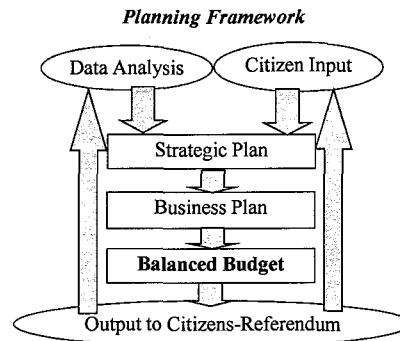 Planning Framework
Data Analysis
Citizen Input
Strategic Plan
Business Plan
Balanced Budget
Output to Citizens-Referendum